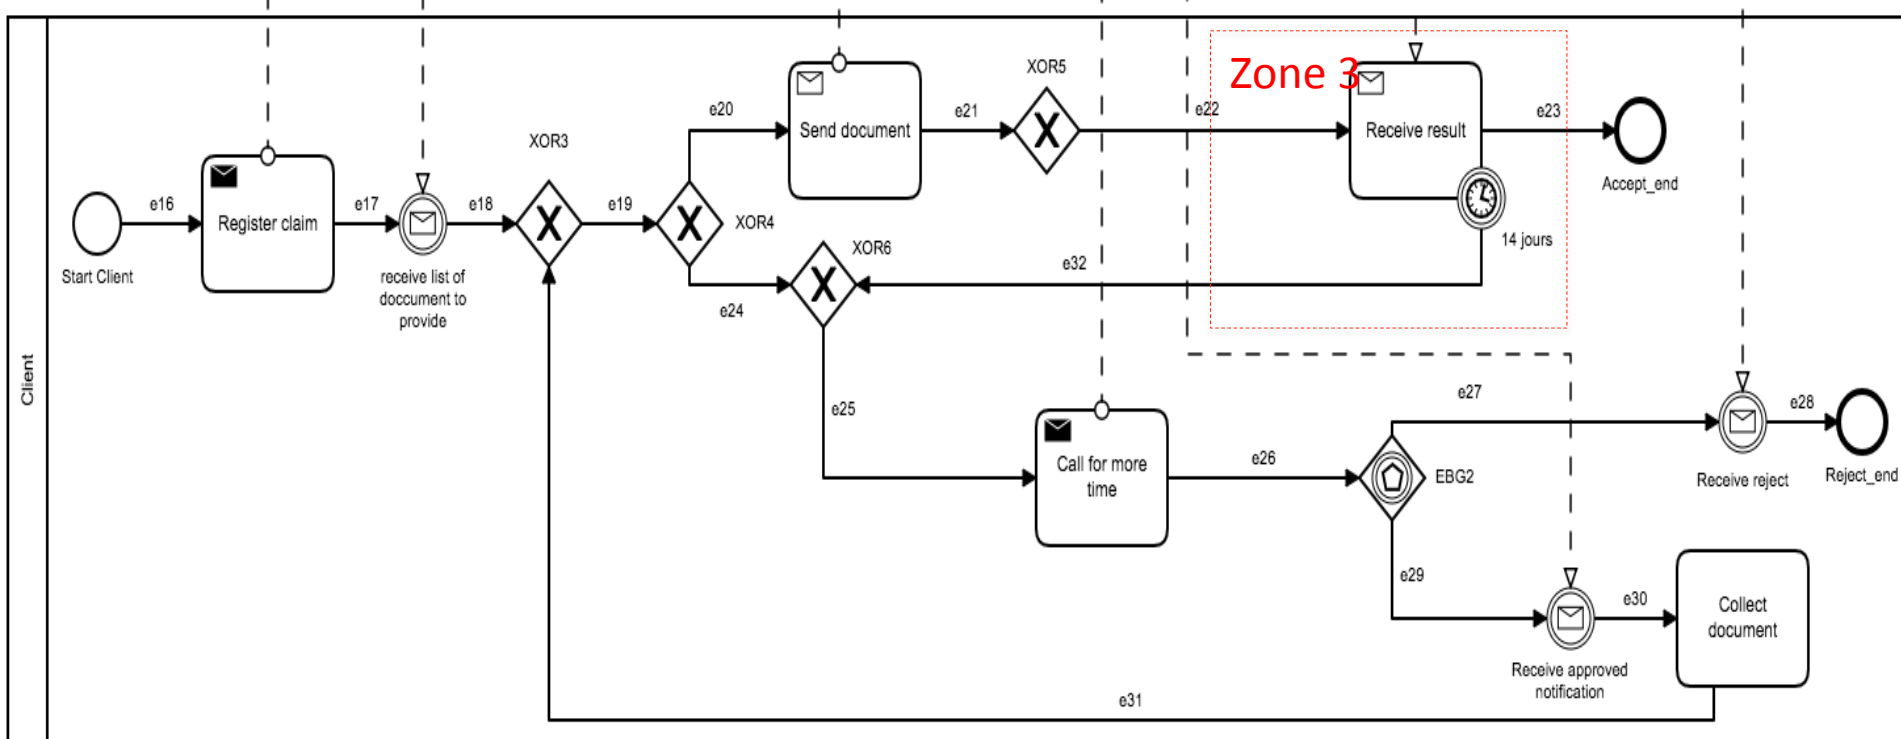 Zone 3
XOR5
e20
e21
e22
e23
Send document
Receive result
XOR3
Accept_end
e16
e17
e18
e19
Register claim
XOR4
XOR6
14 jours
Start Client
receive list of
doccument to
provide
e32
e24
Client
e25
e27
e28
Call for more
time
e26
EBG2
Receive reject
Reject_end
e29
e30
Collect
document
Receive approved
notification
e31